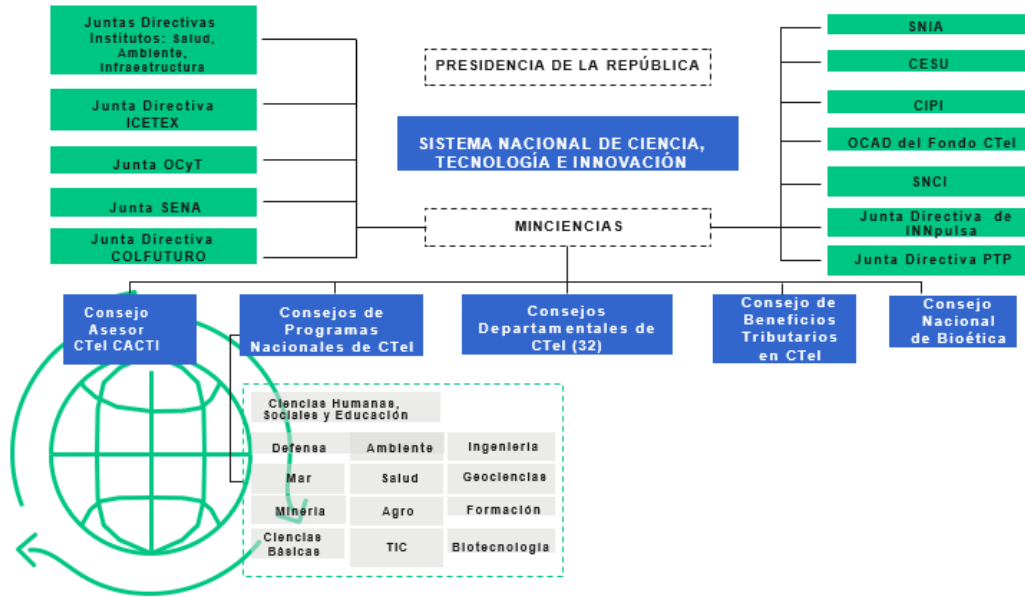 Juntas Directivas
Institutos: Salud,
Ambiente,
Infraestructura
Junta Directiva
ICETEX
Junta OCyT
Junta SENA
Junta Directiva
COLFUTURO
PRESIDENCIA DE LA REPÚBLICA
SISTEMA NACIONAL DE CIENCIA,
TECNOLOGÍA E INNOVACIÓN
MINCIENCIAS
SNIA
CESU
CIPI
OCAD del Fondo CTeI
SNCI
Junta Directiva de
INNpulsa
Junta Directiva PTP
Consejo
Asesor
CTeI CACTI
Consejos de
Programas
Nacionales de CTeI
Consejos
Departamentales de
CTeI (32)
Consejo de
Beneficios
Tributarios
en CTeI
Consejo
Nacional
de Bioética
Ciencias Humanas,
Sociales y Educación
Defensa
Ambiente
Ingeniería
Mar
Salud
Geociencias
Minería
Agro
Formación
Ciencias
Básicas
TIC
Biotecnología